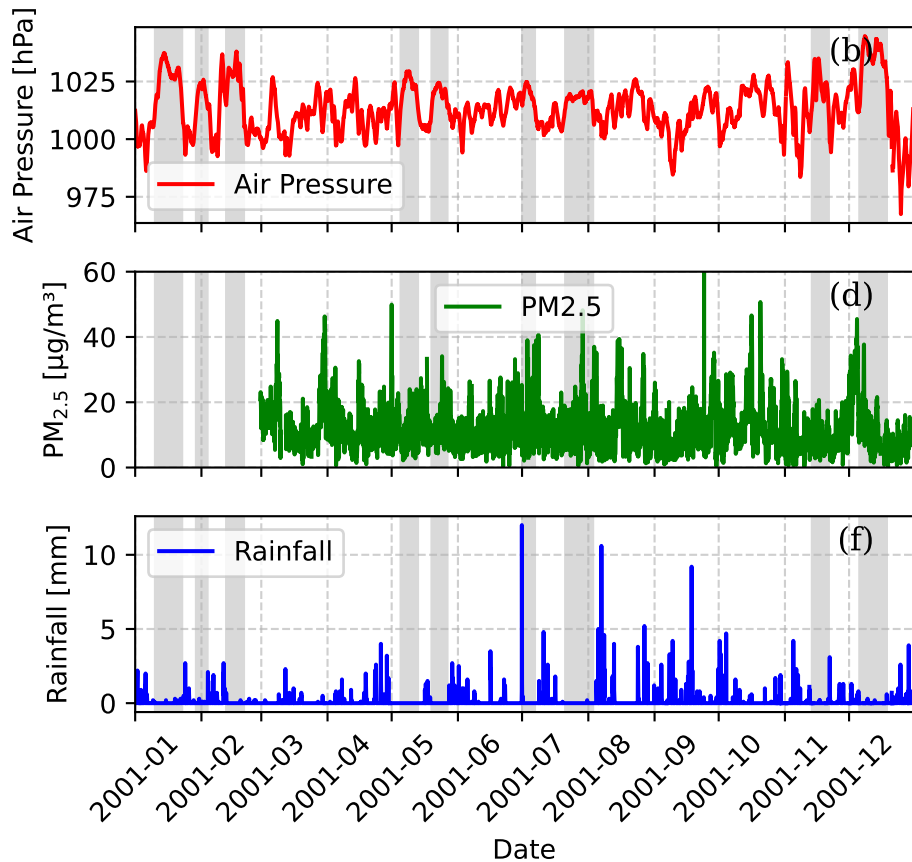 Air Pressure [hPa]
1025
1000
975
(b)
Air Pressure
PM₂.₅ [µg/m³]
60
40
20
0
(d)
PM2.5
Rainfall [mm]
10
5
0
(f)
Rainfall
2001-01
2001-02
2001-03
2001-04
2001-05
2001-06
2001-07
2001-08
2001-09
2001-10
2001-11
2001-12
Date